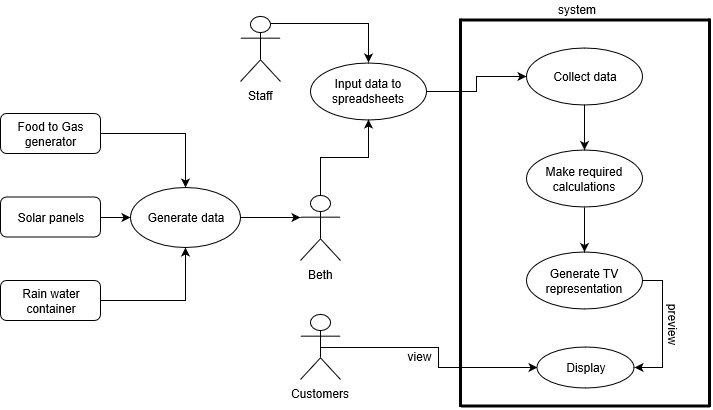 system
Staff
Input data to
spreadsheets
Collect data
Food to Gas
generator
Make required
calculations
Solar panels
Generate data
Beth
Generate TV
representation
Rain water
container
preview
view
Display
Customers